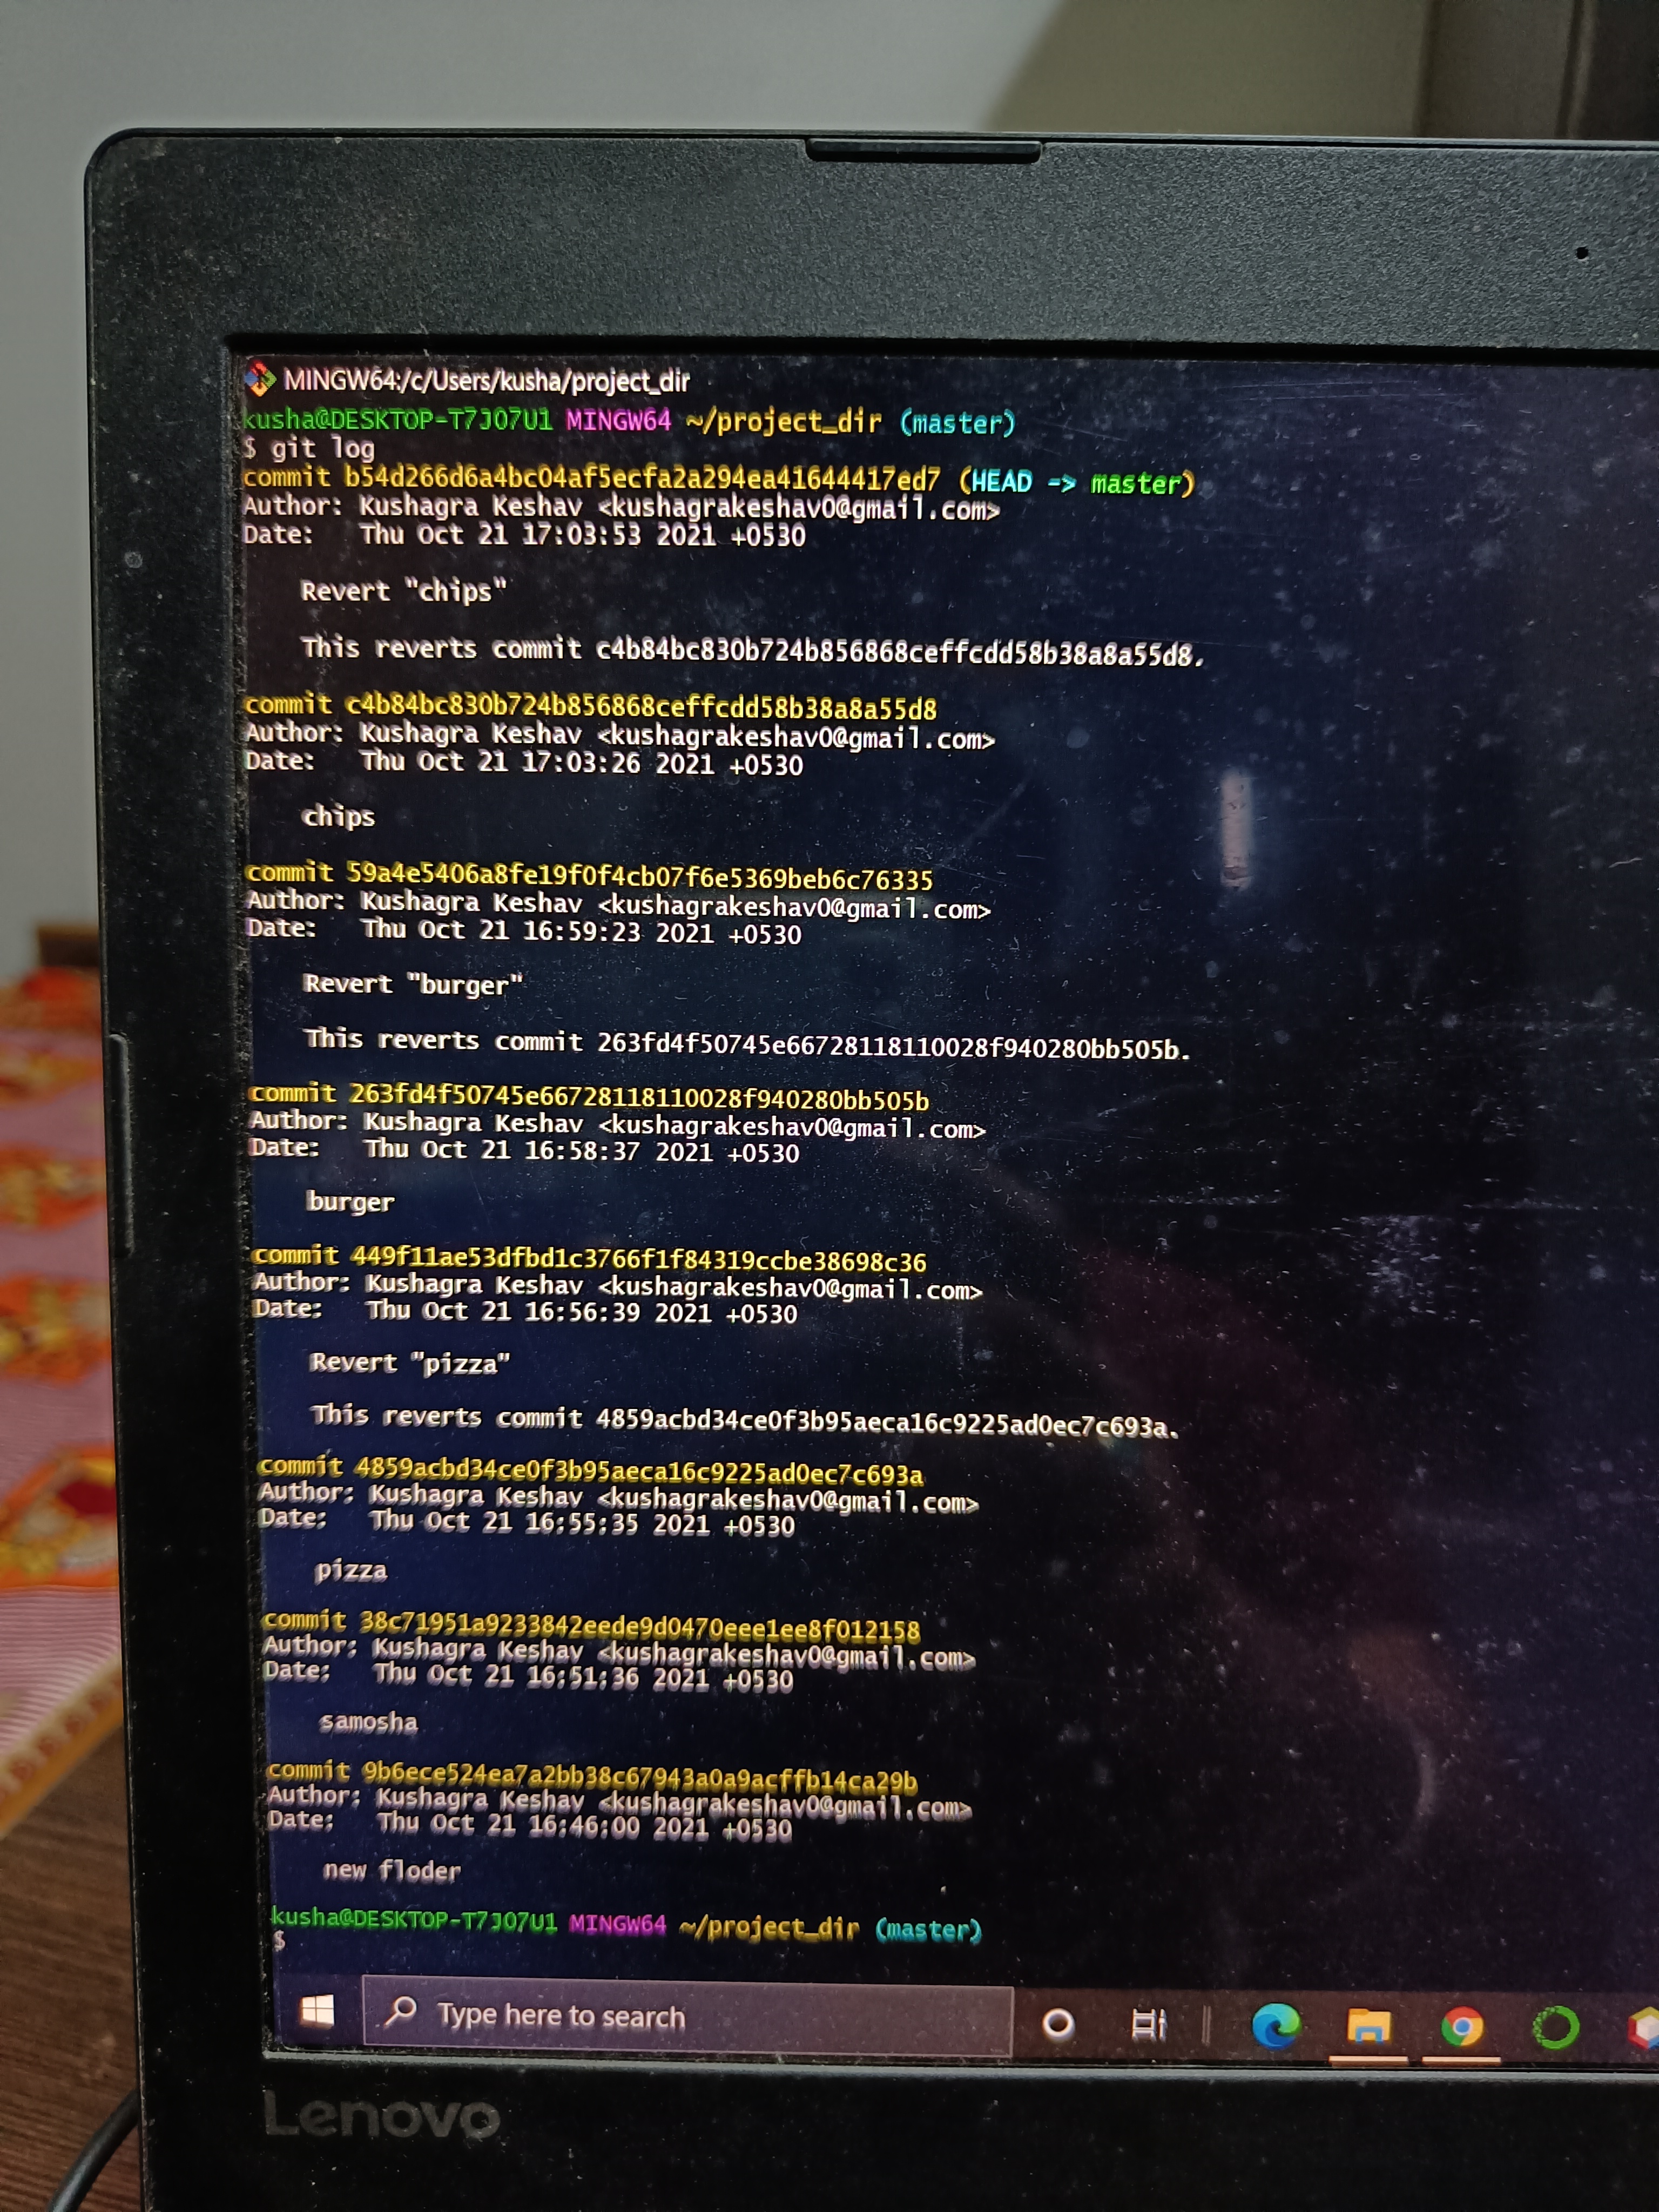 MINGW64:/c/Users/kusha/project_dir
kusha@DESKTOP-T7J07U1 MINGW64 ~/project_dir (master)
$ git log
commit b54d266d6a4bc04af5ecfa2a294ea41644417ed7 (HEAD -> master)
Author: Kushagra Keshav <kushagrakeshav0@gmail.com>
Date:   Thu Oct 21 17:03:53 2021 +0530
Revert "chips"
This reverts commit c4b84bc830b724b856868ceffcdd58b38a8a55d8.
commit c4b84bc830b724b856868ceffcdd58b38a8a55d8
Author: Kushagra Keshav <kushagrakeshav0@gmail.com>
Date:   Thu Oct 21 17:03:26 2021 +0530
chips
commit 59a4e5406a8fe19f0f4cb07f6e5369beb6c76335
Author: Kushagra Keshav <kushagrakeshav0@gmail.com>
Date:   Thu Oct 21 16:59:23 2021 +0530
Revert "burger"
This reverts commit 263fd4f50745e66728118110028f940280bb505b.
commit 263fd4f50745e66728118110028f940280bb505b
Author: Kushagra Keshav <kushagrakeshav0@gmail.com>
Date:   Thu Oct 21 16:58:37 2021 +0530
burger
commit 449f11ae53dfbd1c3766f1f84319ccbe38698c36
Author: Kushagra Keshav <kushagrakeshav0@gmail.com>
Date:   Thu Oct 21 16:56:39 2021 +0530
Revert "pizza"
This reverts commit 4859acbd34ce0f3b95aeca16c9225ad0ec7c693a.
commit 4859acbd34ce0f3b95aeca16c9225ad0ec7c693a
Author: Kushagra Keshav <kushagrakeshav0@gmail.com>
Date:   Thu Oct 21 16:55:35 2021 +0530
pizza
commit 38c71951a9233842eede9d0470eee1ee8f012158
Author: Kushagra Keshav <kushagrakeshav0@gmail.com>
Date:   Thu Oct 21 16:51:36 2021 +0530
samosha
commit 9b6ece524ea7a2bb38c67943a0a9acffb14ca29b
Author: Kushagra Keshav <kushagrakeshav0@gmail.com>
Date:   Thu Oct 21 16:46:00 2021 +0530
new floder
kusha@DESKTOP-T7J07U1 MINGW64 ~/project_dir (master)
$
Type here to search
Lenovo